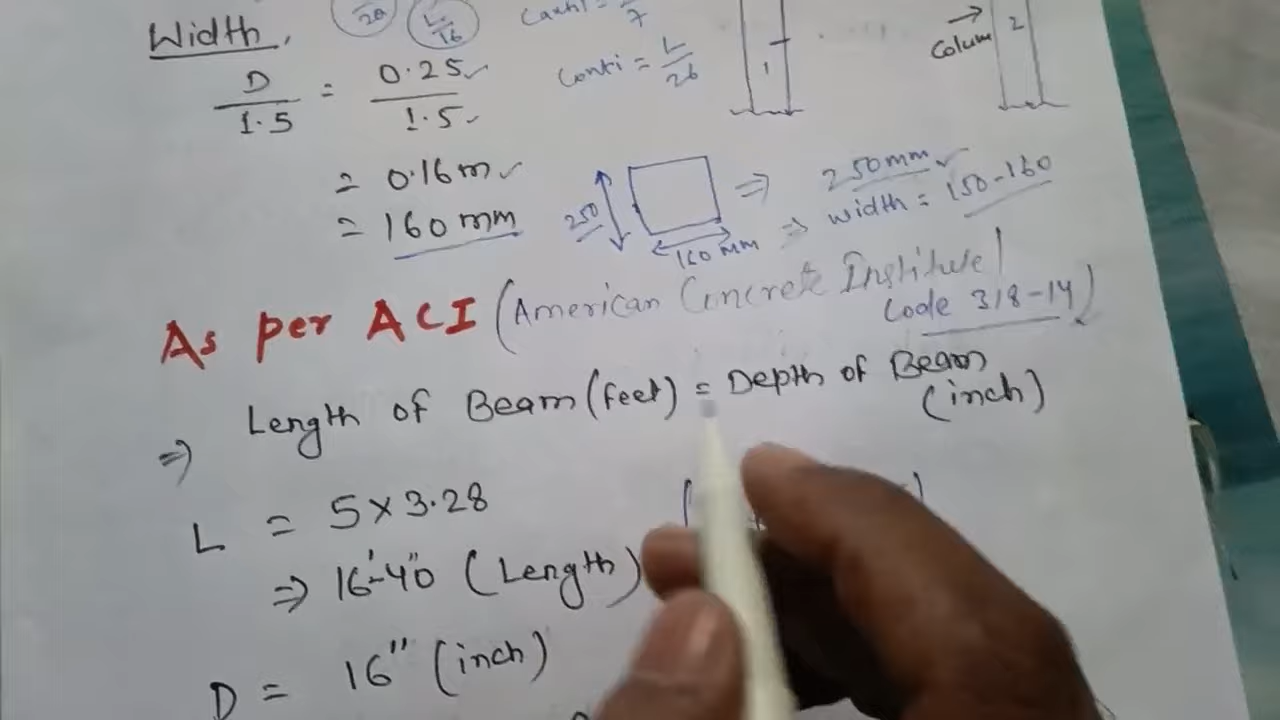 Width,
D/1.5 = 0.25/1.5
= 0.16m
= 160 mm
L/20
L/16
Conti = L/26
1
Colum
2
250
160 mm
⇒ 250mm
⇒ width = 150-160
As per ACI (American Concrete Institute/
Code 318-14)
⇒ Length of Beam (feet) = Depth of Beam
(inch)
L = 5 x 3.28
⇒ 16'-40" (Length)
D = 16" (inch)